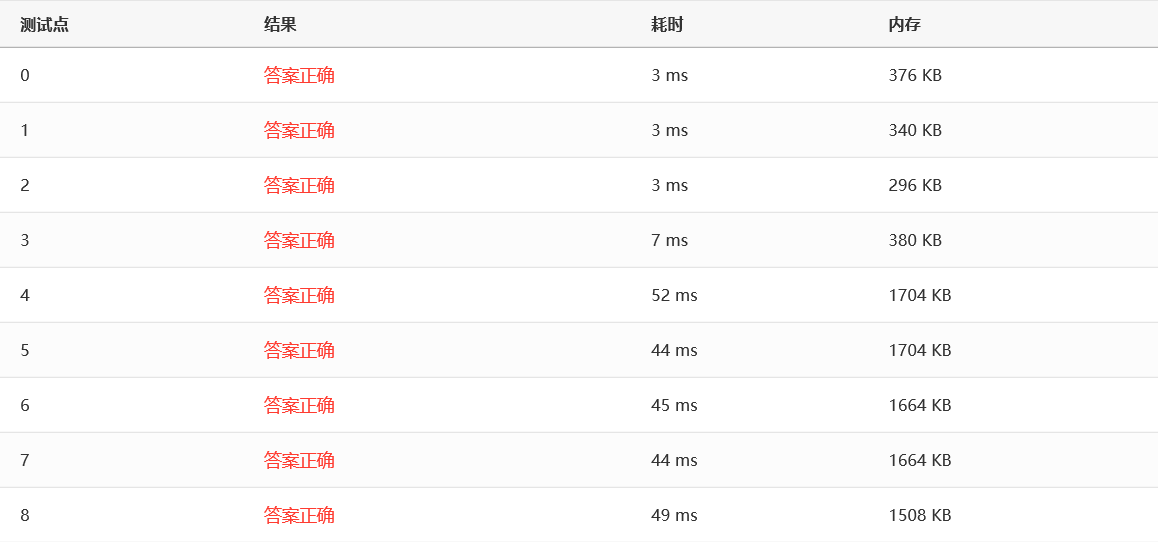 测试点 结果 耗时 内存
0 答案正确 3 ms 376 KB
1 答案正确 3 ms 340 KB
2 答案正确 3 ms 296 KB
3 答案正确 7 ms 380 KB
4 答案正确 52 ms 1704 KB
5 答案正确 44 ms 1704 KB
6 答案正确 45 ms 1664 KB
7 答案正确 44 ms 1664 KB
8 答案正确 49 ms 1508 KB